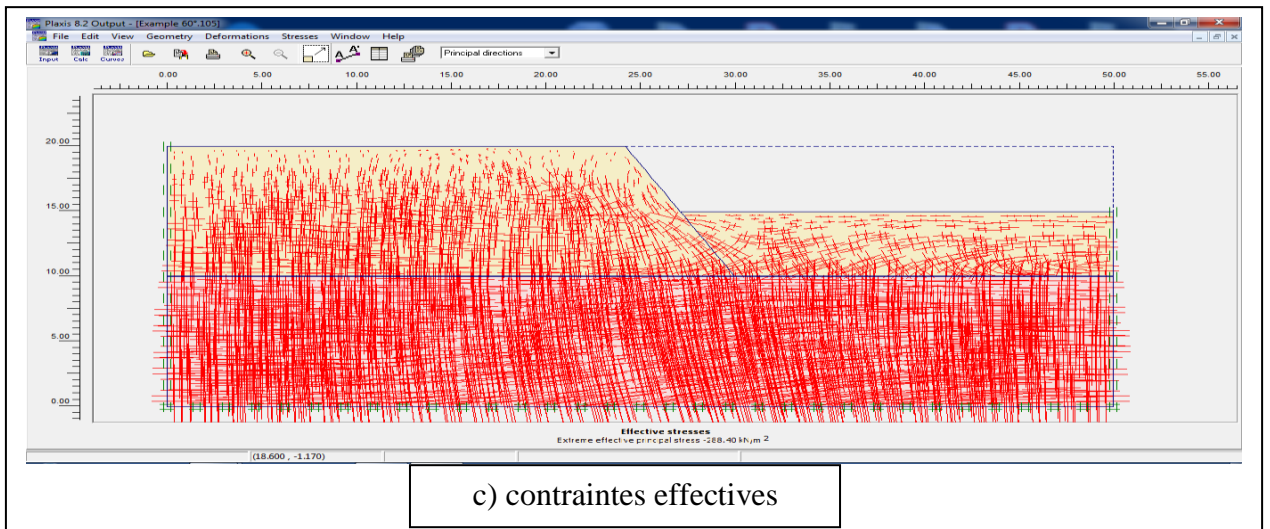 Plaxis 8.2 Output - [Example 60°.105]
File Edit View Geometry Deformations Stresses Window Help
Input Calc Curves Principal directions
0.00 5.00 10.00 15.00 20.00 25.00 30.00 35.00 40.00 45.00 50.00 55.00
20.00
15.00
10.00
5.00
0.00
Effective stresses
Extreme effective principal stress -288.40 kN/m 2
(18.600 , -1.170)
c) contraintes effectives